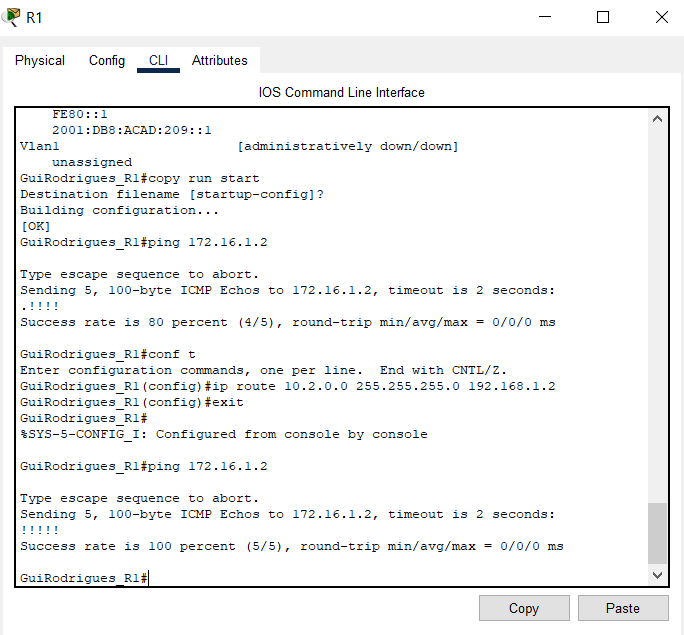 R1
Physical Config CLI Attributes
IOS Command Line Interface
FE80::1
2001:DB8:ACAD:209::1
Vlan1 [administratively down/down]
unassigned
GuiRodrigues_R1#copy run start
Destination filename [startup-config]?
Building configuration...
[OK]
GuiRodrigues_R1#ping 172.16.1.2
Type escape sequence to abort.
Sending 5, 100-byte ICMP Echos to 172.16.1.2, timeout is 2 seconds:
.!!!!
Success rate is 80 percent (4/5), round-trip min/avg/max = 0/0/0 ms
GuiRodrigues_R1#conf t
Enter configuration commands, one per line.  End with CNTL/Z.
GuiRodrigues_R1(config)#ip route 10.2.0.0 255.255.255.0 192.168.1.2
GuiRodrigues_R1(config)#exit
GuiRodrigues_R1#
%SYS-5-CONFIG_I: Configured from console by console
GuiRodrigues_R1#ping 172.16.1.2
Type escape sequence to abort.
Sending 5, 100-byte ICMP Echos to 172.16.1.2, timeout is 2 seconds:
!!!!!
Success rate is 100 percent (5/5), round-trip min/avg/max = 0/0/0 ms
GuiRodrigues_R1#
Copy Paste